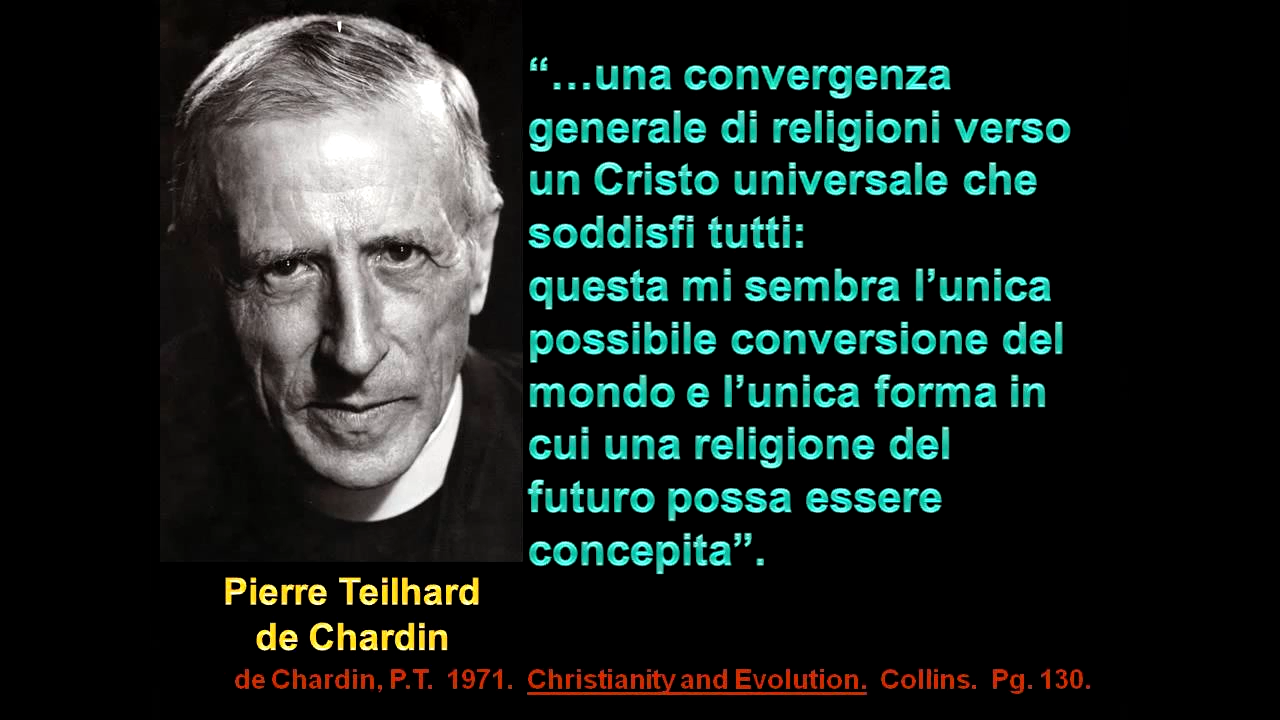 “…una convergenza
generale di religioni verso
un Cristo universale che
soddisfi tutti:
questa mi sembra l’unica
possibile conversione del
mondo e l’unica forma in
cui una religione del
futuro possa essere
concepita”.
Pierre Teilhard
de Chardin
de Chardin, P.T. 1971. Christianity and Evolution. Collins. Pg. 130.